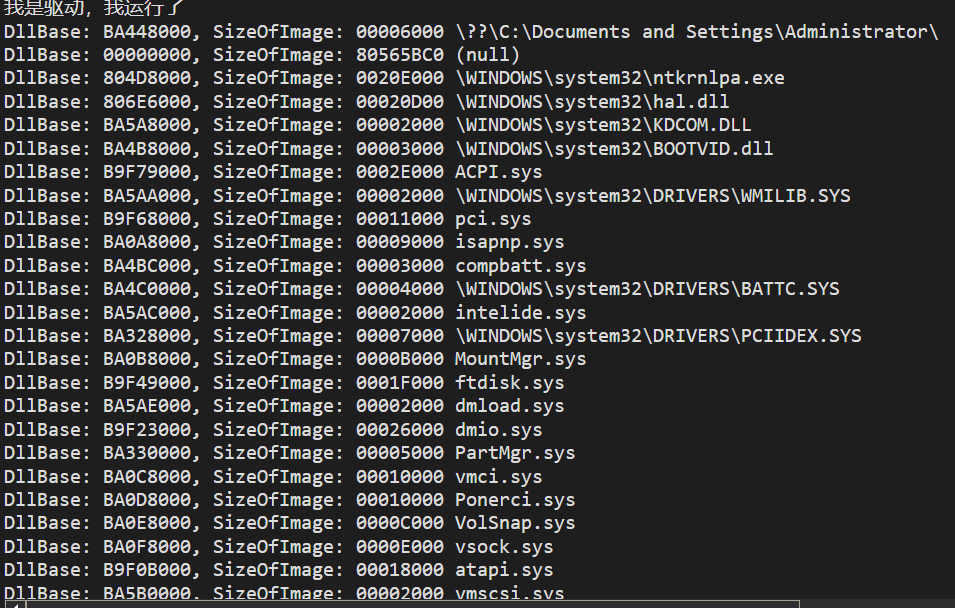 我是驱动，我运行了
DllBase: BA448000, SizeOfImage: 00006000 \??\C:\Documents and Settings\Administrator\
DllBase: 00000000, SizeOfImage: 80565BC0 (null)
DllBase: 804D8000, SizeOfImage: 0020E000 \WINDOWS\system32\ntkrnlpa.exe
DllBase: 806E6000, SizeOfImage: 00020D00 \WINDOWS\system32\hal.dll
DllBase: BA5A8000, SizeOfImage: 00002000 \WINDOWS\system32\KDCOM.DLL
DllBase: BA4B8000, SizeOfImage: 00003000 \WINDOWS\system32\BOOTVID.dll
DllBase: B9F79000, SizeOfImage: 0002E000 ACPI.sys
DllBase: BA5AA000, SizeOfImage: 00002000 \WINDOWS\system32\DRIVERS\WMILIB.SYS
DllBase: B9F68000, SizeOfImage: 00011000 pci.sys
DllBase: BA0A8000, SizeOfImage: 00009000 isapnp.sys
DllBase: BA4BC000, SizeOfImage: 00003000 compbatt.sys
DllBase: BA4C0000, SizeOfImage: 00004000 \WINDOWS\system32\DRIVERS\BATTC.SYS
DllBase: BA5AC000, SizeOfImage: 00002000 intelide.sys
DllBase: BA328000, SizeOfImage: 00007000 \WINDOWS\system32\DRIVERS\PCIIDEX.SYS
DllBase: BA0B8000, SizeOfImage: 0000B000 MountMgr.sys
DllBase: B9F49000, SizeOfImage: 0001F000 ftdisk.sys
DllBase: BA5AE000, SizeOfImage: 00002000 dmload.sys
DllBase: B9F23000, SizeOfImage: 00026000 dmio.sys
DllBase: BA330000, SizeOfImage: 00005000 PartMgr.sys
DllBase: BA0C8000, SizeOfImage: 00010000 vmci.sys
DllBase: BA0D8000, SizeOfImage: 00010000 Ponerci.sys
DllBase: BA0E8000, SizeOfImage: 0000C000 VolSnap.sys
DllBase: BA0F8000, SizeOfImage: 0000E000 vsock.sys
DllBase: B9F0B000, SizeOfImage: 00018000 atapi.sys
DllBase: BA5B0000, SizeOfImage: 00002000 vmscsi.sys